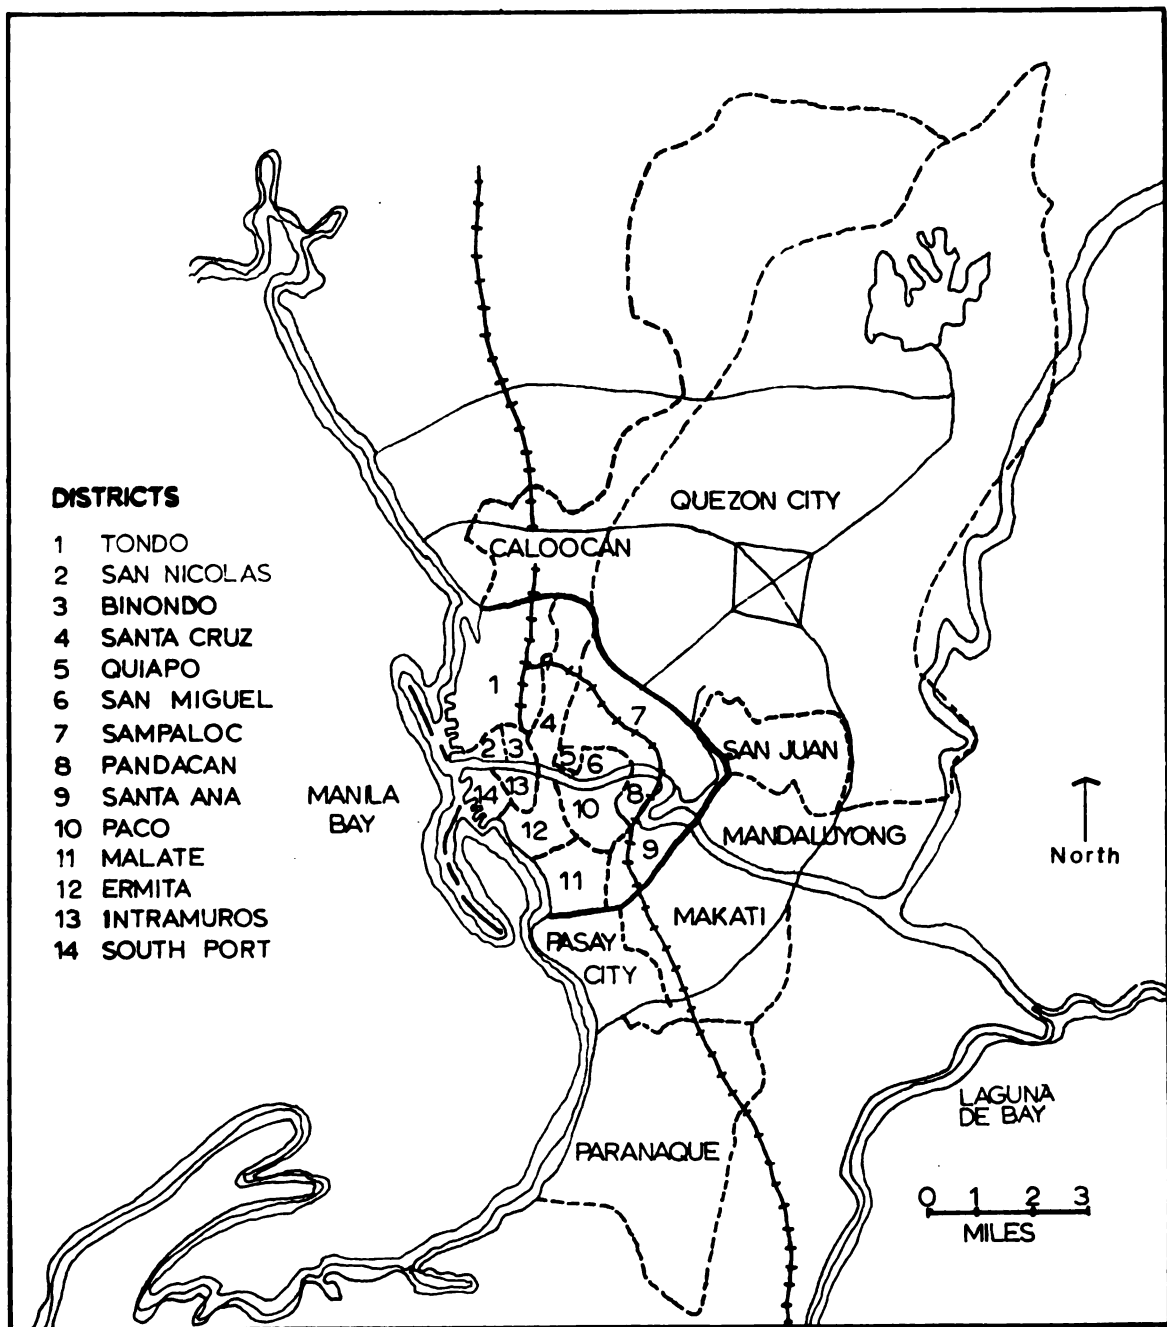 QUEZON CITY
DISTRICTS
1 TONDO
2 SAN NICOLAS
3 BINONDO
4 SANTA CRUZ
5 QUIAPO
6 SAN MIGUEL
7 SAMPALOC
8 PANDACAN
9 SANTA ANA
10 PACO
11 MALATE
12 ERMITA
13 INTRAMUROS
14 SOUTH PORT
CALOOCAN
1
4
7
2
3
5
6
SAN JUAN
13
14
8
10
MANILA
BAY
12
9
MANDALUYONG
North
11
MAKATI
PASAY
CITY
LAGUNA
DE BAY
PARANAQUE
0 1 2 3
MILES